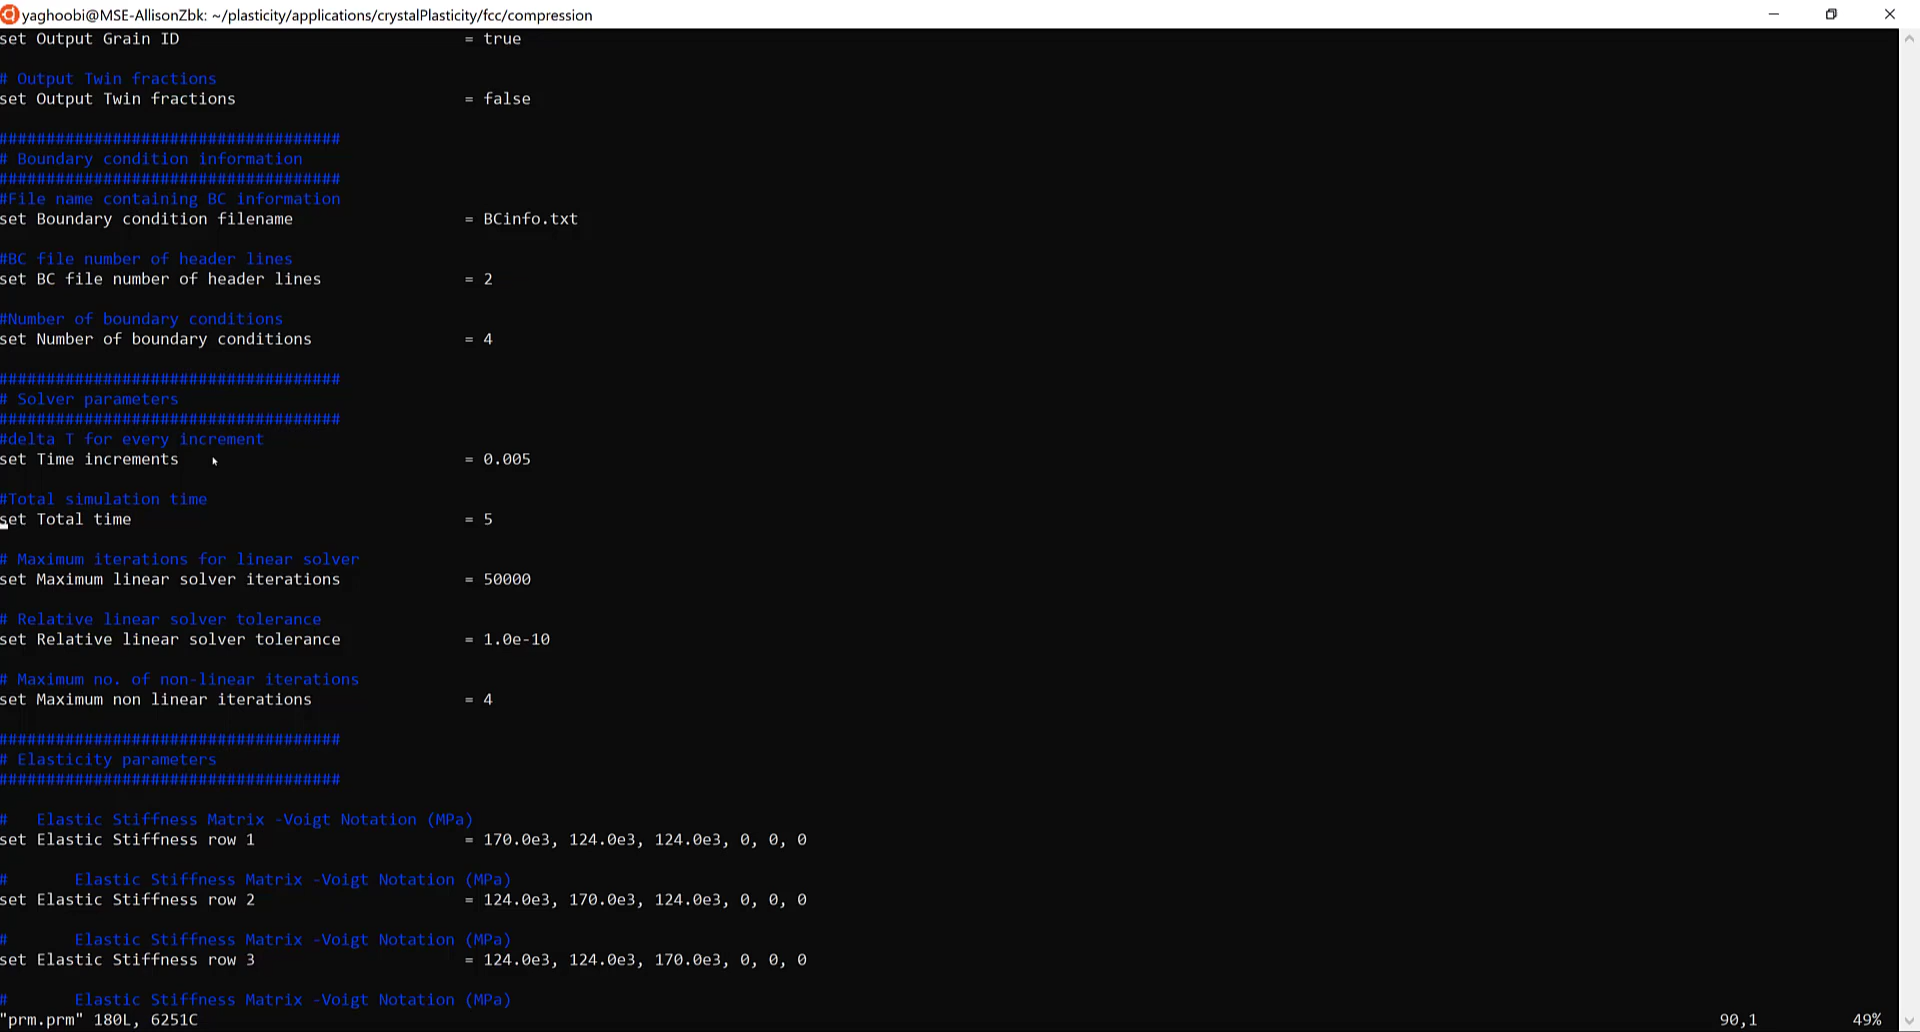 yaghoobi@MSE-AllisonZbk: ~/plasticity/applications/crystalPlasticity/fcc/compression
set Output Grain ID = true
# Output Twin fractions
set Output Twin fractions = false
####################################
# Boundary condition information
####################################
#File name containing BC information
set Boundary condition filename = BCinfo.txt
#BC file number of header lines
set BC file number of header lines = 2
#Number of boundary conditions
set Number of boundary conditions = 4
####################################
# Solver parameters
####################################
#delta T for every increment
set Time increments = 0.005
#Total simulation time
set Total time = 5
# Maximum iterations for linear solver
set Maximum linear solver iterations = 50000
# Relative linear solver tolerance
set Relative linear solver tolerance = 1.0e-10
# Maximum no. of non-linear iterations
set Maximum non linear iterations = 4
####################################
# Elasticity parameters
####################################
# Elastic Stiffness Matrix -Voigt Notation (MPa)
set Elastic Stiffness row 1 = 170.0e3, 124.0e3, 124.0e3, 0, 0, 0
# Elastic Stiffness Matrix -Voigt Notation (MPa)
set Elastic Stiffness row 2 = 124.0e3, 170.0e3, 124.0e3, 0, 0, 0
# Elastic Stiffness Matrix -Voigt Notation (MPa)
set Elastic Stiffness row 3 = 124.0e3, 124.0e3, 170.0e3, 0, 0, 0
# Elastic Stiffness Matrix -Voigt Notation (MPa)
"prm.prm" 180L, 6251C 90,1 49%